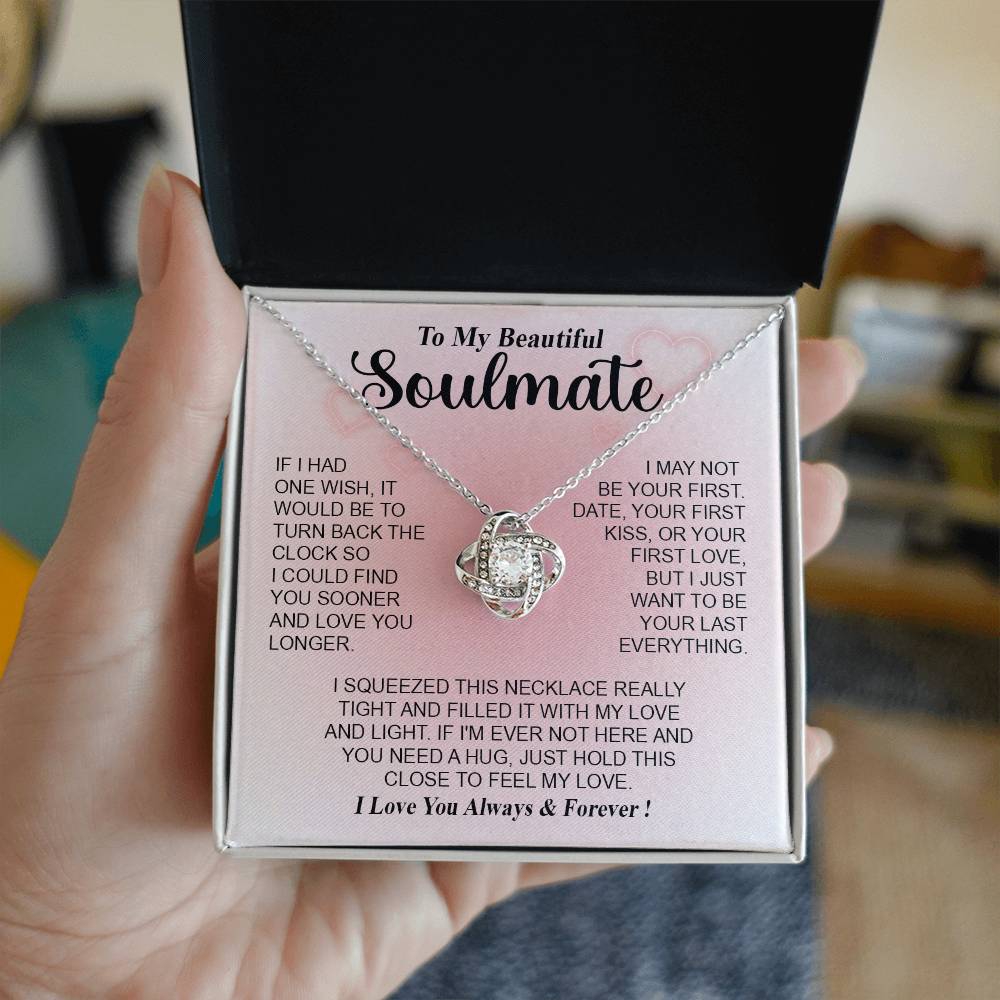 To My Beautiful
Soulmate
IF I HAD
ONE WISH, IT
WOULD BE TO
TURN BACK THE
CLOCK SO
I COULD FIND
YOU SOONER
AND LOVE YOU
LONGER.
I MAY NOT
BE YOUR FIRST.
DATE, YOUR FIRST
KISS, OR YOUR
FIRST LOVE,
BUT I JUST
WANT TO BE
YOUR LAST
EVERYTHING.
I SQUEEZED THIS NECKLACE REALLY
TIGHT AND FILLED IT WITH MY LOVE
AND LIGHT. IF I'M EVER NOT HERE AND
YOU NEED A HUG, JUST HOLD THIS
CLOSE TO FEEL MY LOVE.
I Love You Always & Forever !